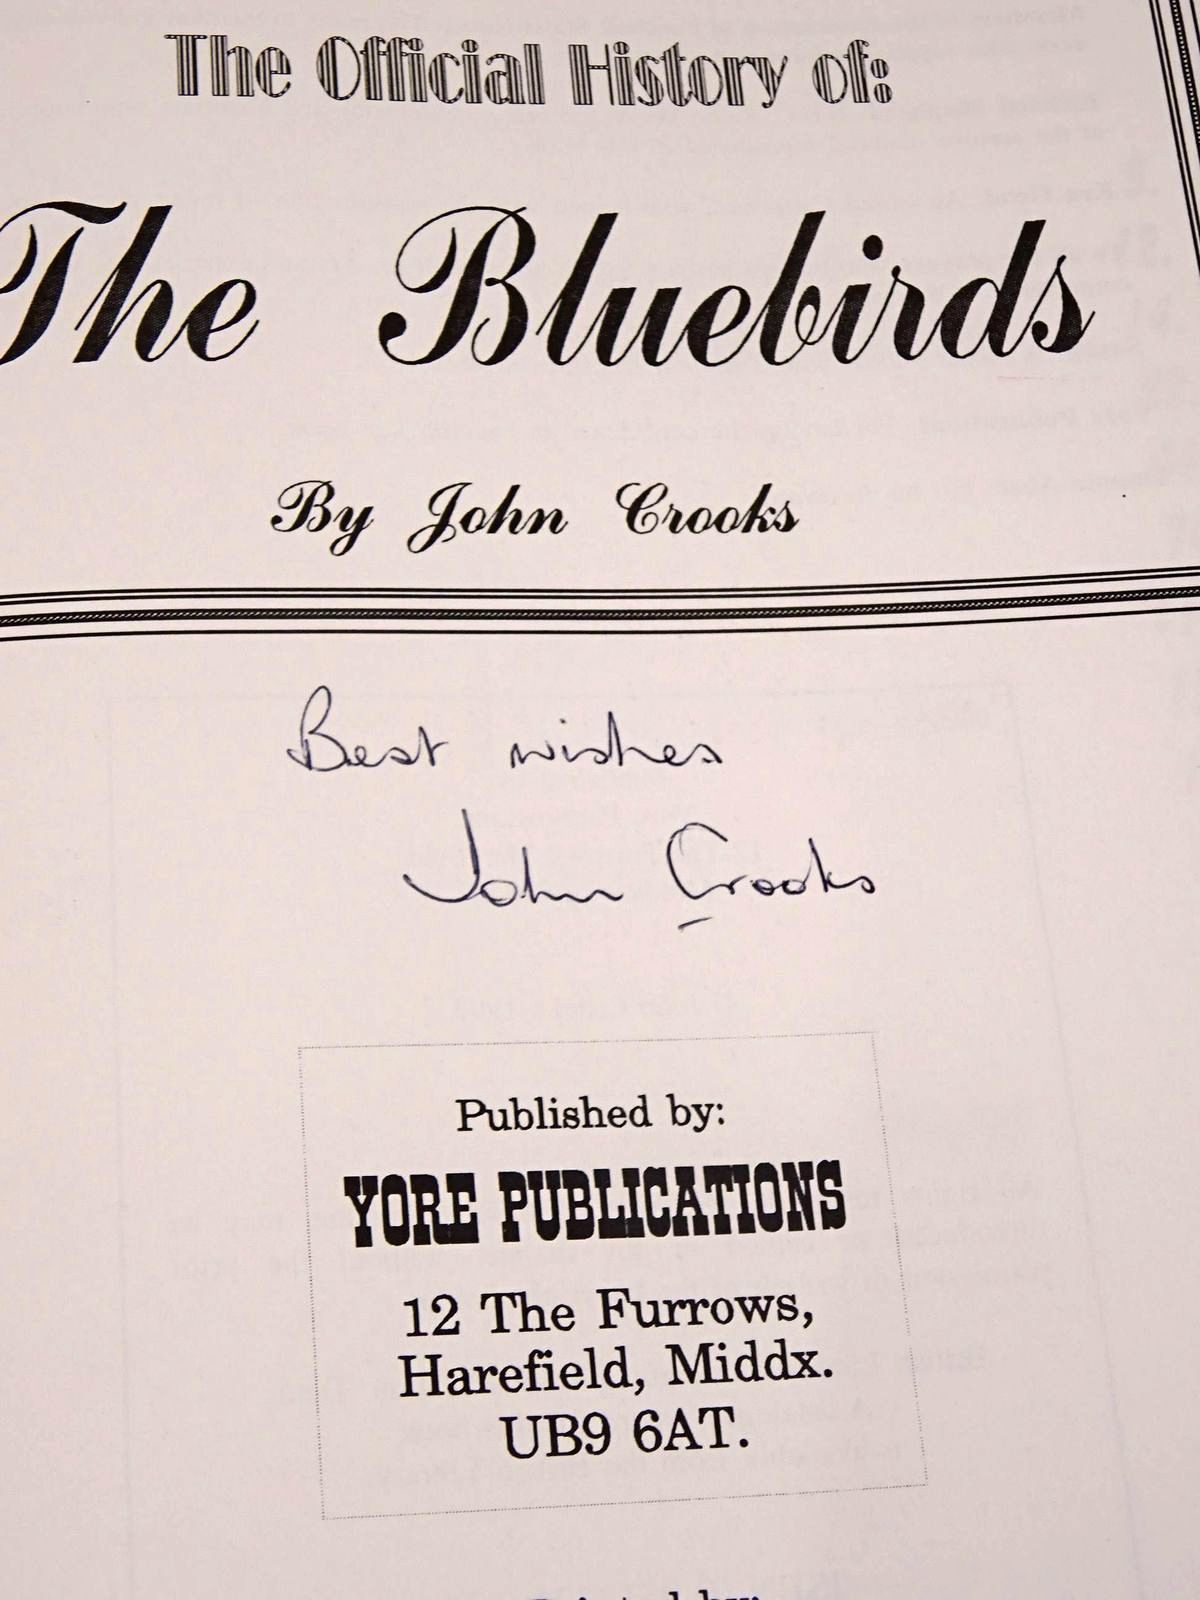 The Official History of:
The Bluebirds
By John Crooks
Best wishes
John Crooks
Published by:
YORE PUBLICATIONS
12 The Furrows,
Harefield, Middx.
UB9 6AT.